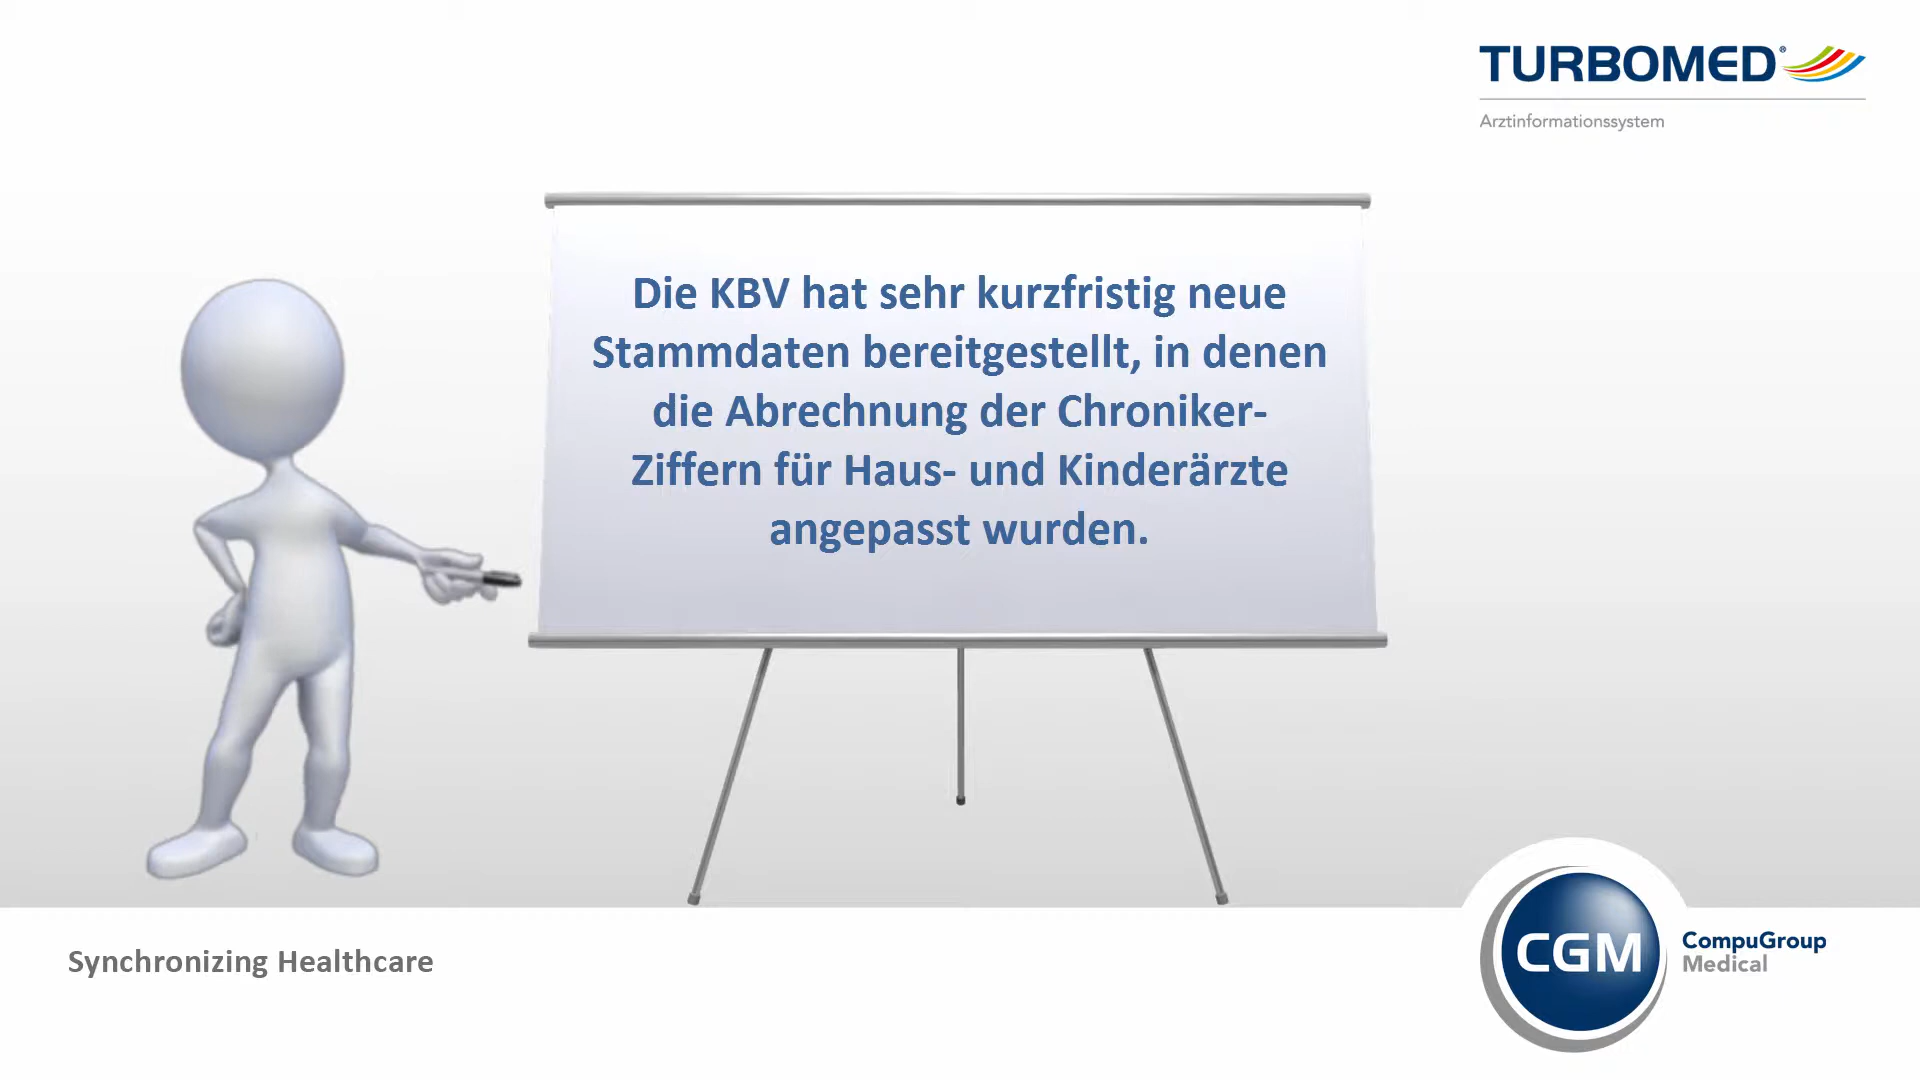 TURBOMED®
Arztinformationssystem
Die KBV hat sehr kurzfristig neue
Stammdaten bereitgestellt, in denen
die Abrechnung der Chroniker-
Ziffern für Haus- und Kinderärzte
angepasst wurden.
Synchronizing Healthcare
CGM
CompuGroup
Medical